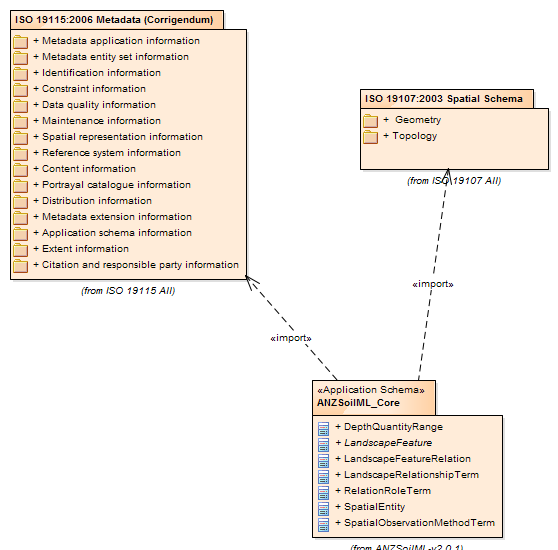 ISO 19115:2006 Metadata (Corrigendum)
+ Metadata application information
+ Metadata entity set information
+ Identification information
+ Constraint information
+ Data quality information
+ Maintenance information
+ Spatial representation information
+ Reference system information
+ Content information
+ Portrayal catalogue information
+ Distribution information
+ Metadata extension information
+ Application schema information
+ Extent information
+ Citation and responsible party information
(from ISO 19115 All)
ISO 19107:2003 Spatial Schema
+ Geometry
+ Topology
(from ISO 19107 All)
«import»
«import»
«Application Schema»
ANZSoilML_Core
+ DepthQuantityRange
+ LandscapeFeature
+ LandscapeFeatureRelation
+ LandscapeRelationshipTerm
+ RelationRoleTerm
+ SpatialEntity
+ SpatialObservationMethodTerm
(from ANZSoilML-v2.0.1)